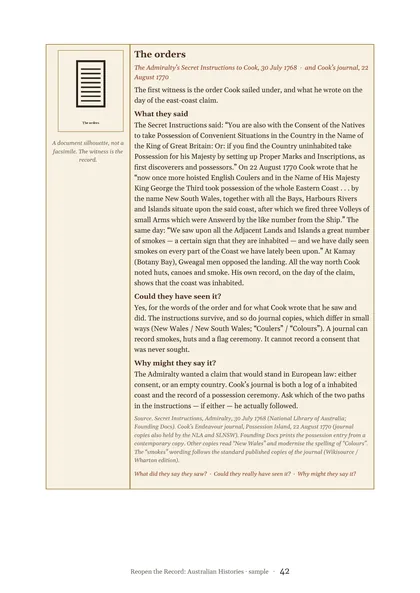 The orders
A document silhouette, not a
facsimile. The witness is the
record.
The orders
The Admiralty's Secret Instructions to Cook, 30 July 1768 · and Cook's journal, 22
August 1770
The first witness is the order Cook sailed under, and what he wrote on the
day of the east-coast claim.
What they said
The Secret Instructions said: "You are also with the Consent of the Natives
to take Possession of Convenient Situations in the Country in the Name of
the King of Great Britain: Or: if you find the Country uninhabited take
Possession for his Majesty by setting up Proper Marks and Inscriptions, as
first discoverers and possessors." On 22 August 1770 Cook wrote that he
"now once more hoisted English Coulers and in the Name of His Majesty
King George the Third took possession of the whole Eastern Coast . . . by
the name New South Wales, together with all the Bays, Harbours Rivers
and Islands situate upon the said coast, after which we fired three Volleys of
small Arms which were Answerd by the like number from the Ship." The
same day: "We saw upon all the Adjacent Lands and Islands a great number
of smokes — a certain sign that they are inhabited — and we have daily seen
smokes on every part of the Coast we have lately been upon." At Kamay
(Botany Bay), Gweagal men opposed the landing. All the way north Cook
noted huts, canoes and smoke. His own record, on the day of the claim,
shows that the coast was inhabited.
Could they have seen it?
Yes, for the words of the order and for what Cook wrote that he saw and
did. The instructions survive, and so do journal copies, which differ in small
ways (New Wales / New South Wales; "Coulers" / "Colours"). A journal can
record smokes, huts and a flag ceremony. It cannot record a consent that
was never sought.
Why might they say it?
The Admiralty wanted a claim that would stand in European law: either
consent, or an empty country. Cook's journal is both a log of a inhabited
coast and the record of a possession ceremony. Ask which of the two paths
in the instructions — if either — he actually followed.
Source. Secret Instructions, Admiralty, 30 July 1768 (National Library of Australia;
Founding Docs). Cook's Endeavour journal, Possession Island, 22 August 1770 (journal
copies also held by the NLA and SLNSW). Founding Docs prints the possession entry from a
contemporary copy. Other copies read "New Wales" and modernise the spelling of "Colours".
The "smokes" wording follows the standard published copies of the journal (Wikisource /
Wharton edition).
What did they say they saw? · Could they really have seen it? · Why might they say it?
Reopen the Record: Australian Histories · sample · 42